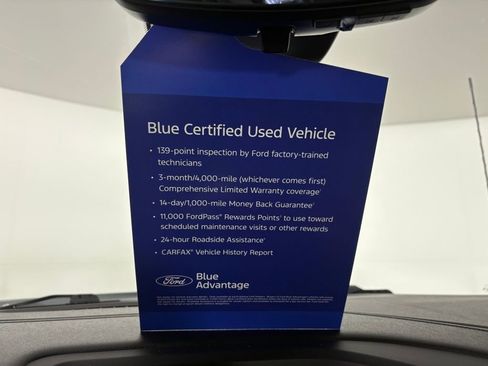 Blue Certified Used Vehicle
• 139-point inspection by Ford factory-trained
technicians
• 3-month/4,000-mile (whichever comes first)
Comprehensive Limited Warranty coverage
• 14-day/1,000-mile Money Back Guarantee
• 11,000 FordPass® Rewards Points to use toward
scheduled maintenance visits or other rewards
• 24-hour Roadside Assistance
• CARFAX® Vehicle History Report
Ford
Blue
Advantage